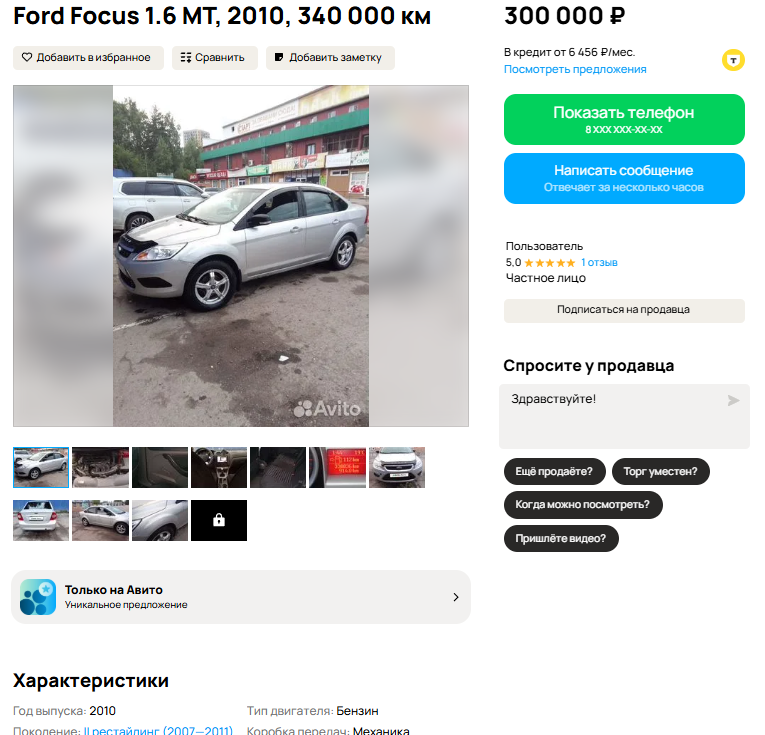 Ford Focus 1.6 MT, 2010, 340 000 км
Добавить в избранное
Сравнить
Добавить заметку
Avito
Только на Авито
Уникальное предложение
Характеристики
Год выпуска: 2010
Тип двигателя: Бензин
Поколение: II рестайлинг (2007—2011)
Коробка передач: Механика
300 000 ₽
В кредит от 6 456 ₽/мес.
Посмотреть предложения
Показать телефон
8 XXX XXX-XX-XX
Написать сообщение
Отвечает за несколько часов
Пользователь
5,0 1 отзыв
Частное лицо
Подписаться на продавца
Спросите у продавца
Здравствуйте!
Ещё продаёте?
Торг уместен?
Когда можно посмотреть?
Пришлёте видео?